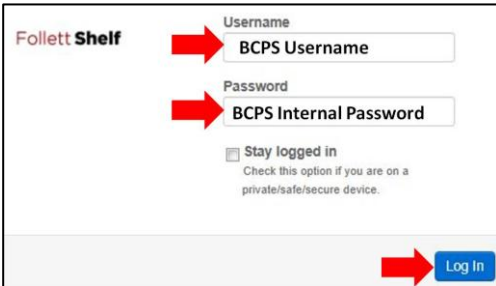 Follett Shelf
Username
BCPS Username
Password
BCPS Internal Password
Stay logged in
Check this option if you are on a
private/safe/secure device.
Log In